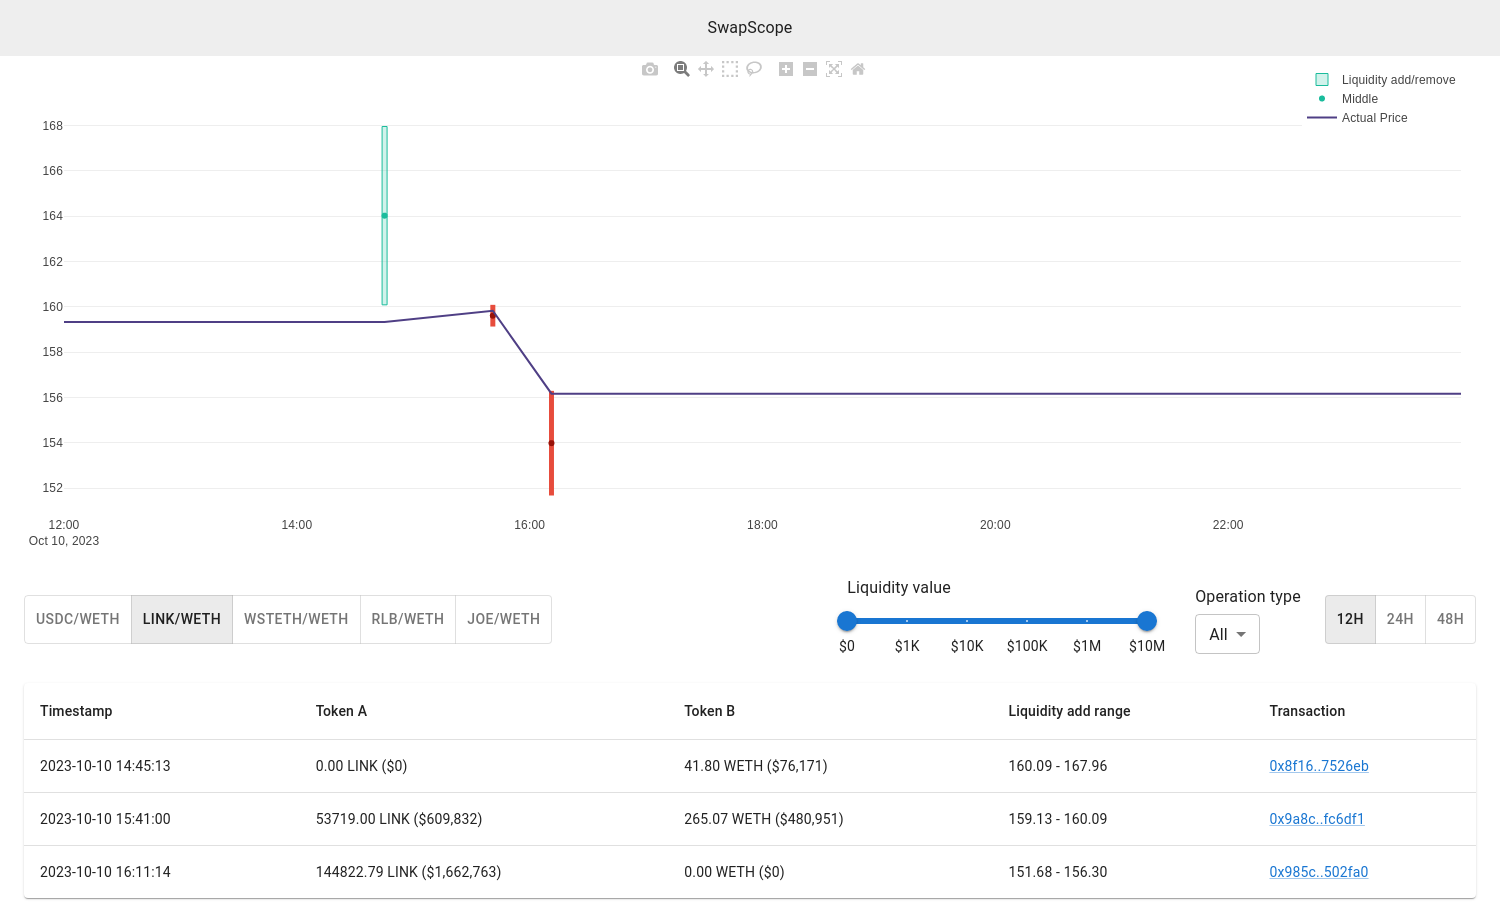 SwapScope
Liquidity add/remove
Middle
Actual Price
168
166
164
162
160
158
156
154
152
12:00 14:00 16:00 18:00 20:00 22:00
Oct 10, 2023
USDC/WETH LINK/WETH WSTETH/WETH RLB/WETH JOE/WETH
Liquidity value
$0 $1K $10K $100K $1M $10M
Operation type
All
12H 24H 48H
Timestamp Token A Token B Liquidity add range Transaction
2023-10-10 14:45:13 0.00 LINK ($0) 41.80 WETH ($76,171) 160.09 - 167.96 0x8f16..7526eb
2023-10-10 15:41:00 53719.00 LINK ($609,832) 265.07 WETH ($480,951) 159.13 - 160.09 0x9a8c..fc6df1
2023-10-10 16:11:14 144822.79 LINK ($1,662,763) 0.00 WETH ($0) 151.68 - 156.30 0x985c..502fa0